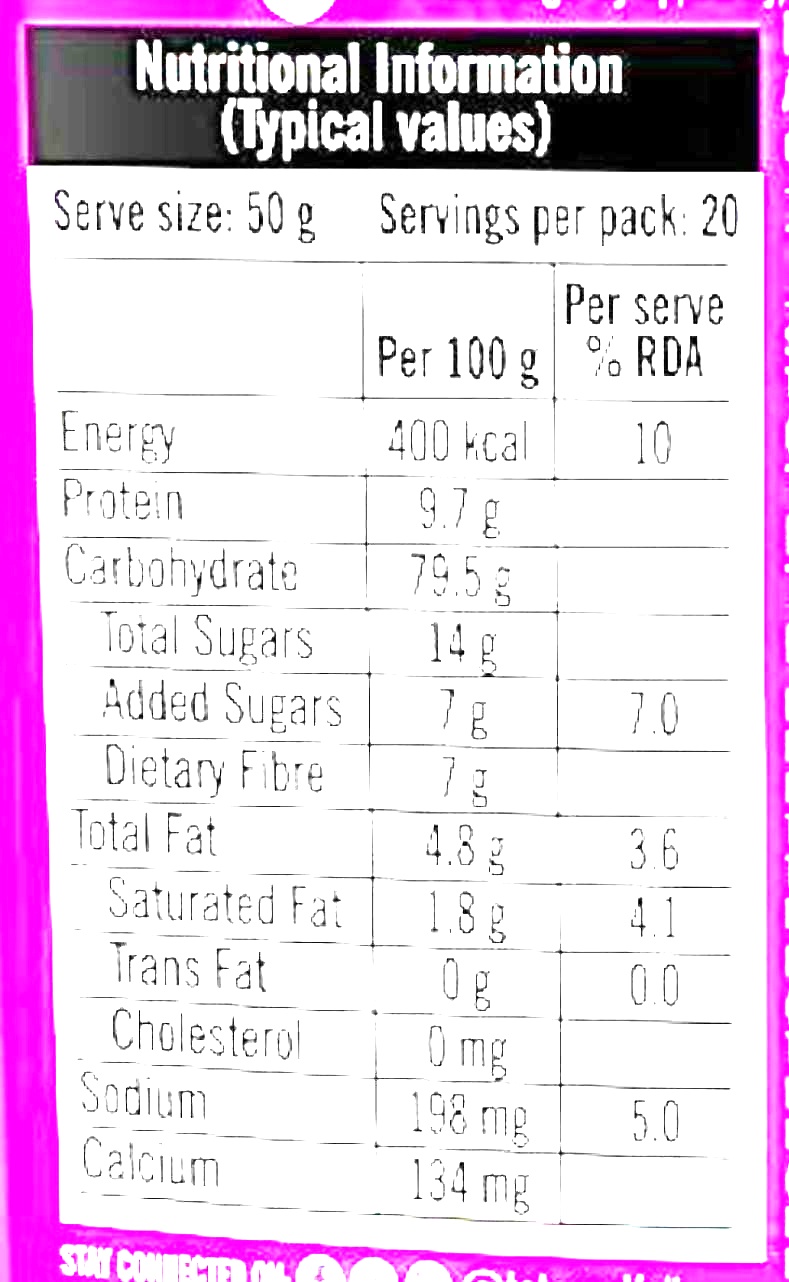 Nutritional Information
(Typical values)
Serve size: 50 g Servings per pack: 20
Per 100 g Per serve % RDA
Energy 400 kcal 10
Protein 9.7 g
Carbohydrate 79.5 g
Total Sugars 14 g
Added Sugars 7 g 7.0
Dietary Fibre 7 g
Total Fat 4.8 g 3.6
Saturated Fat 1.8 g 4.1
Trans Fat 0 g 0.0
Cholesterol 0 mg
Sodium 198 mg 5.0
Calcium 134 mg
STAY CONNECTED ON: